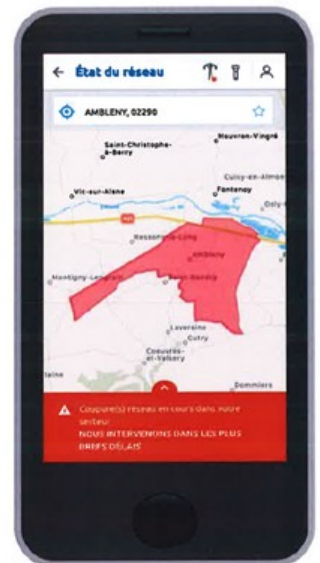 État du réseau
AMBLENY, 02290
Saint-Christophe-
à-Berry
Nouvron-Vingré
Cuisy-en-Almont
Vic-sur-Aisne
Fontenoy
Osly-
Ressons-le-Long
Ambleny
Montigny-Lengrain
Saint-Bandry
Laversine
Cutry
Coeuvres-
et-Valsery
taine
Dommiers
Coupure(s) réseau en cours dans votre
secteur
NOUS INTERVENONS DANS LES PLUS
BREFS DÉLAIS